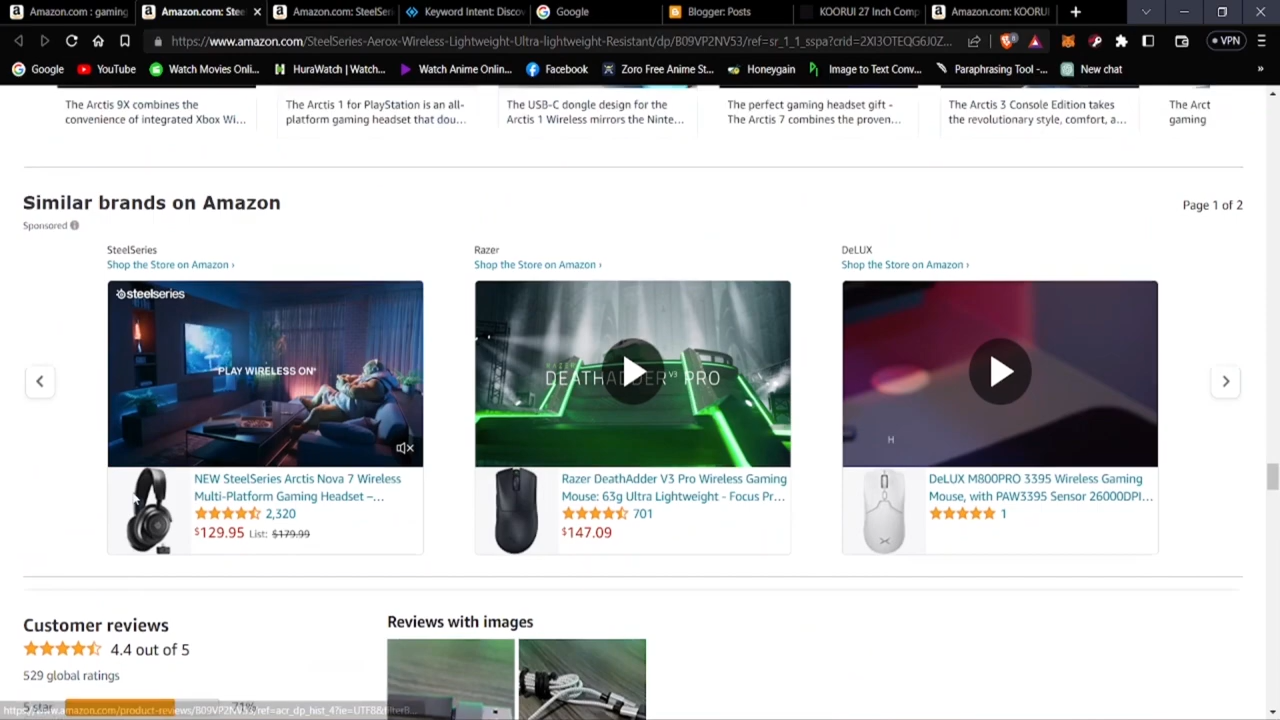 Amazon.com : gaming
Amazon.com: Stee
Amazon.com: SteelSeri
Keyword Intent: Discov
Google
Blogger: Posts
KOORUI 27 Inch Comp
Amazon.com: KOORUI
https://www.amazon.com/SteelSeries-Aerox-Wireless-Lightweight-Ultra-lightweight-Resistant/dp/B09VP2NV53/ref=sr_1_1_sspa?crid=2XI3OTEQG6J0Z...
VPN
Google
YouTube
Watch Movies Onli...
HuraWatch | Watch...
Watch Anime Onlin...
Facebook
Zoro Free Anime St...
Honeygain
Image to Text Conv...
Paraphrasing Tool -...
New chat
The Arctis 9X combines the
convenience of integrated Xbox Wi...
The Arctis 1 for PlayStation is an all-
platform gaming headset that dou...
The USB-C dongle design for the
Arctis 1 Wireless mirrors the Ninte...
The perfect gaming headset gift -
The Arctis 7 combines the proven...
The Arctis 3 Console Edition takes
the revolutionary style, comfort, a...
The Arct
gaming
Similar brands on Amazon
Page 1 of 2
Sponsored
SteelSeries
Shop the Store on Amazon ›
steelseries
"PLAY WIRELESS ON"
NEW SteelSeries Arctis Nova 7 Wireless
Multi-Platform Gaming Headset –...
2,320
$129.95 List: $179.99
Razer
Shop the Store on Amazon ›
DEATHADDER V3 PRO
Razer DeathAdder V3 Pro Wireless Gaming
Mouse: 63g Ultra Lightweight - Focus Pr...
701
$147.09
DeLUX
Shop the Store on Amazon ›
H
DeLUX M800PRO 3395 Wireless Gaming
Mouse, with PAW3395 Sensor 26000DPI...
1
Customer reviews
4.4 out of 5
529 global ratings
5 star
71%
Reviews with images